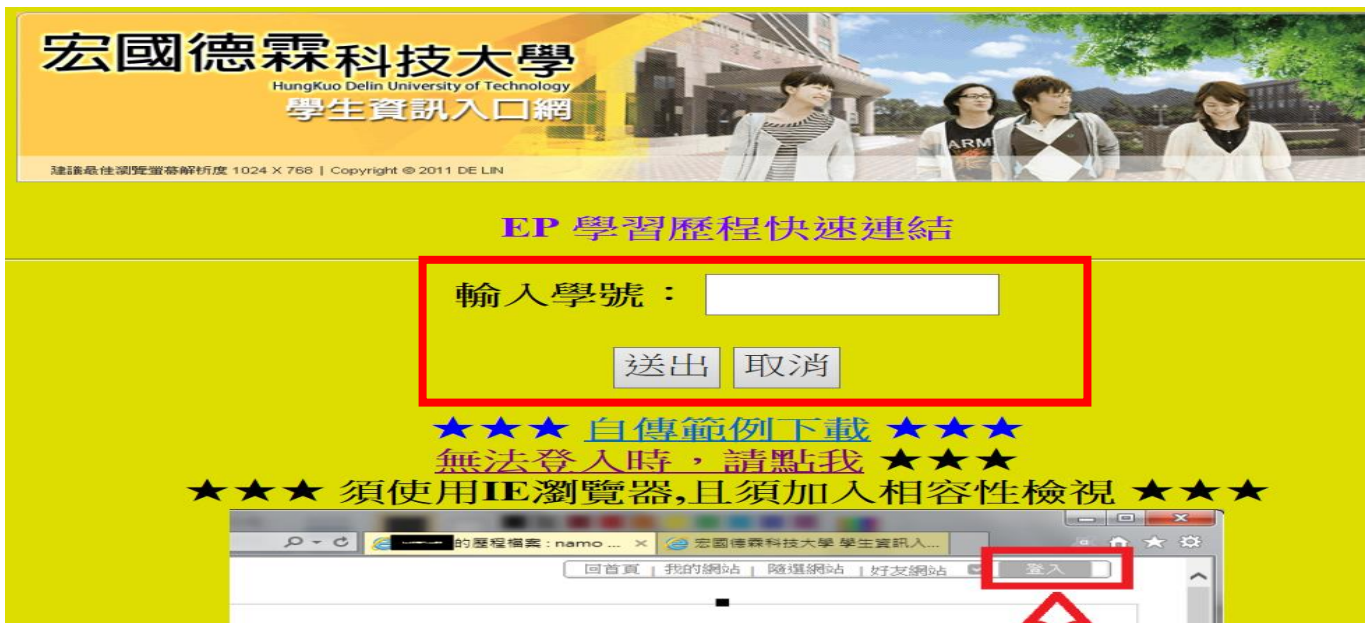 宏國德霖科技大學
HungKuo Delin University of Technology
學生資訊入口網
建議最佳瀏覽螢幕解析度 1024 X 768 | Copyright © 2011 DE LIN
ARM
EP 學習歷程快速連結
輸入學號：
送出 取消
★★★ 自傳範例下載 ★★★
無法登入時，請點我 ★★★
★★★ 須使用IE瀏覽器,且須加入相容性檢視 ★★★
的歷程檔案 : namo ... × 宏國德霖科技大學 學生資訊入...
回首頁 | 我的網站 | 隨選網站 | 好友網站 登入